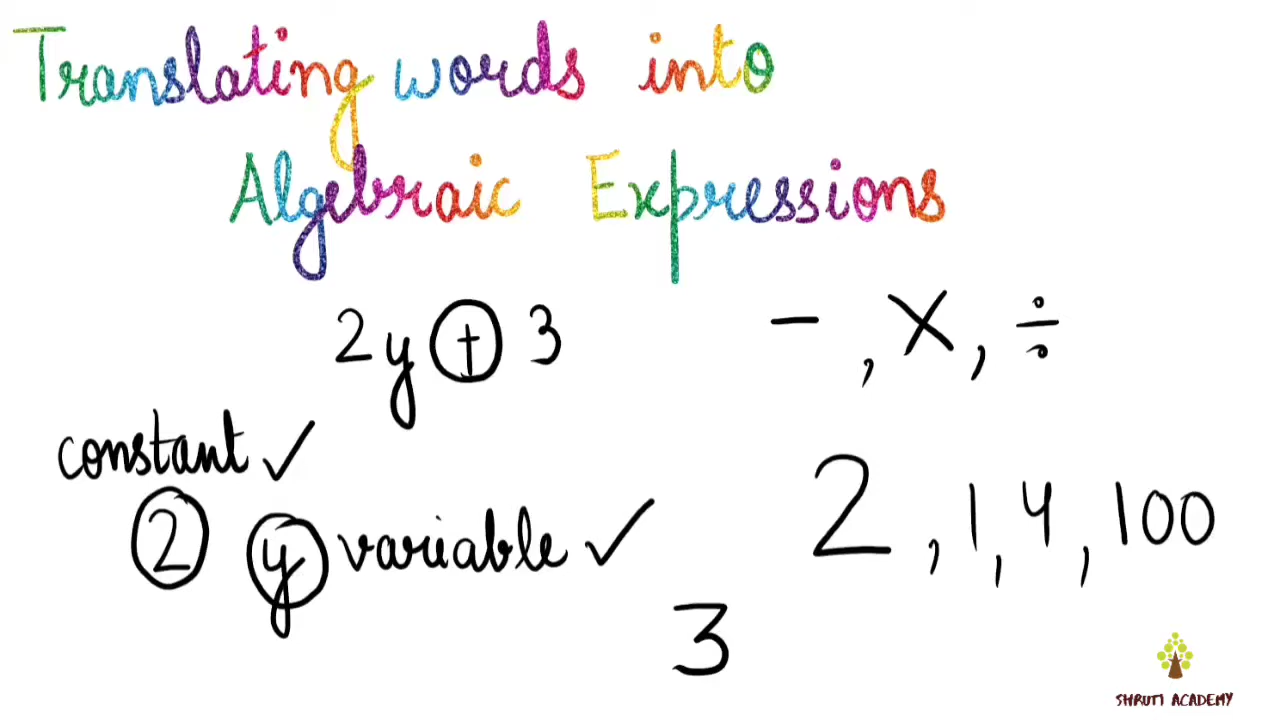 Translating words into
Algebraic Expressions
2y + 3 - , × , ÷
constant ✓
2 y variable ✓ 2 , 1 , 4 , 100
3
SHRUTI ACADEMY